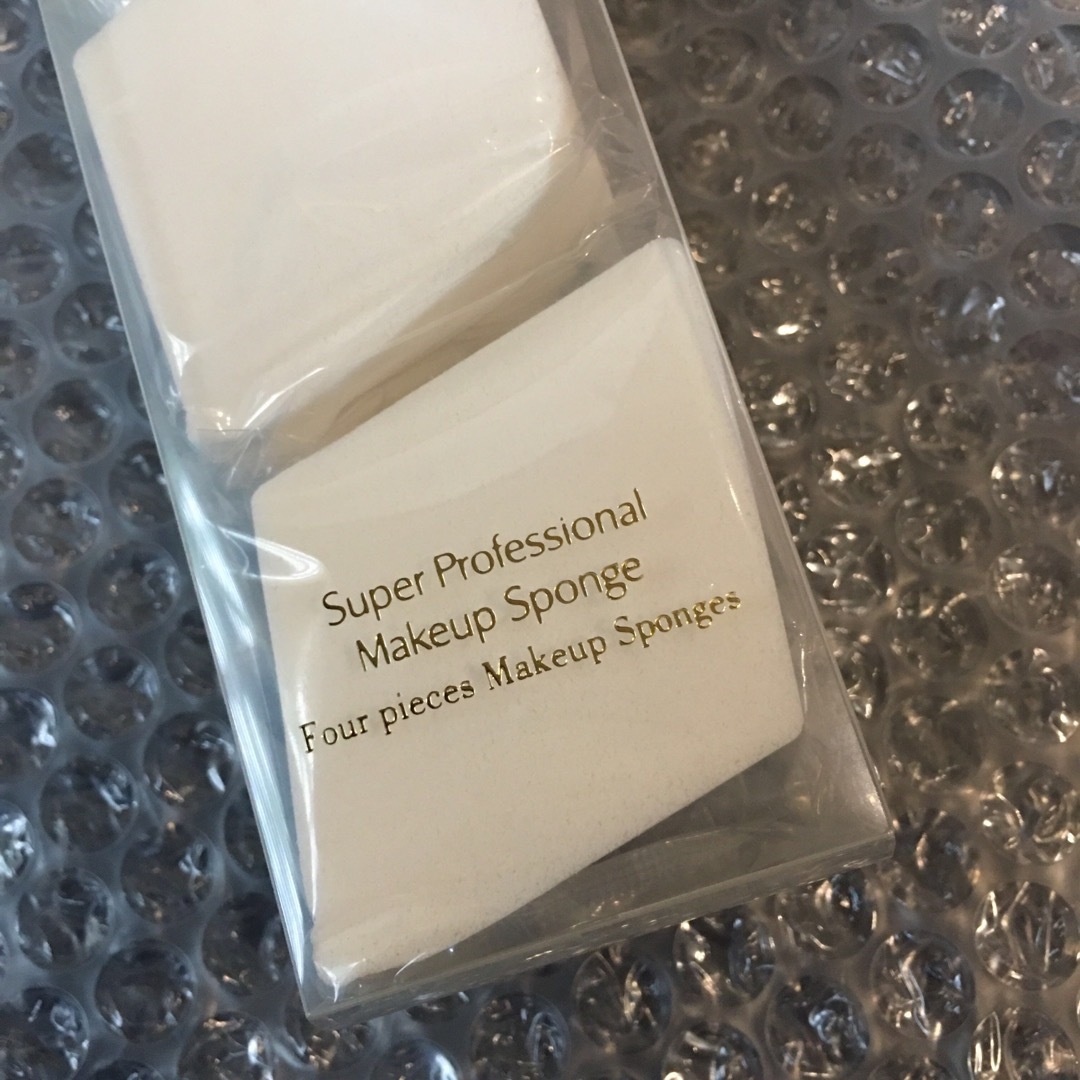 Super Professional
Makeup Sponge
Four pieces Makeup Sponges